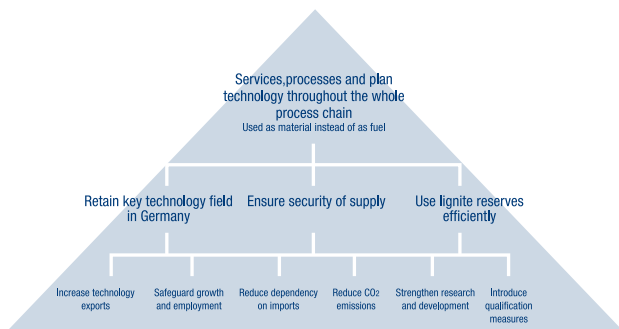 Services,processes and plan
technology throughout the whole
process chain
Used as material instead of as fuel
Retain key technology field
in Germany
Ensure security of supply
Use lignite reserves
efficiently
Increase technology
exports
Safeguard growth
and employment
Reduce dependency
on imports
Reduce CO2
emissions
Strengthen research
and development
Introduce
qualification
measures